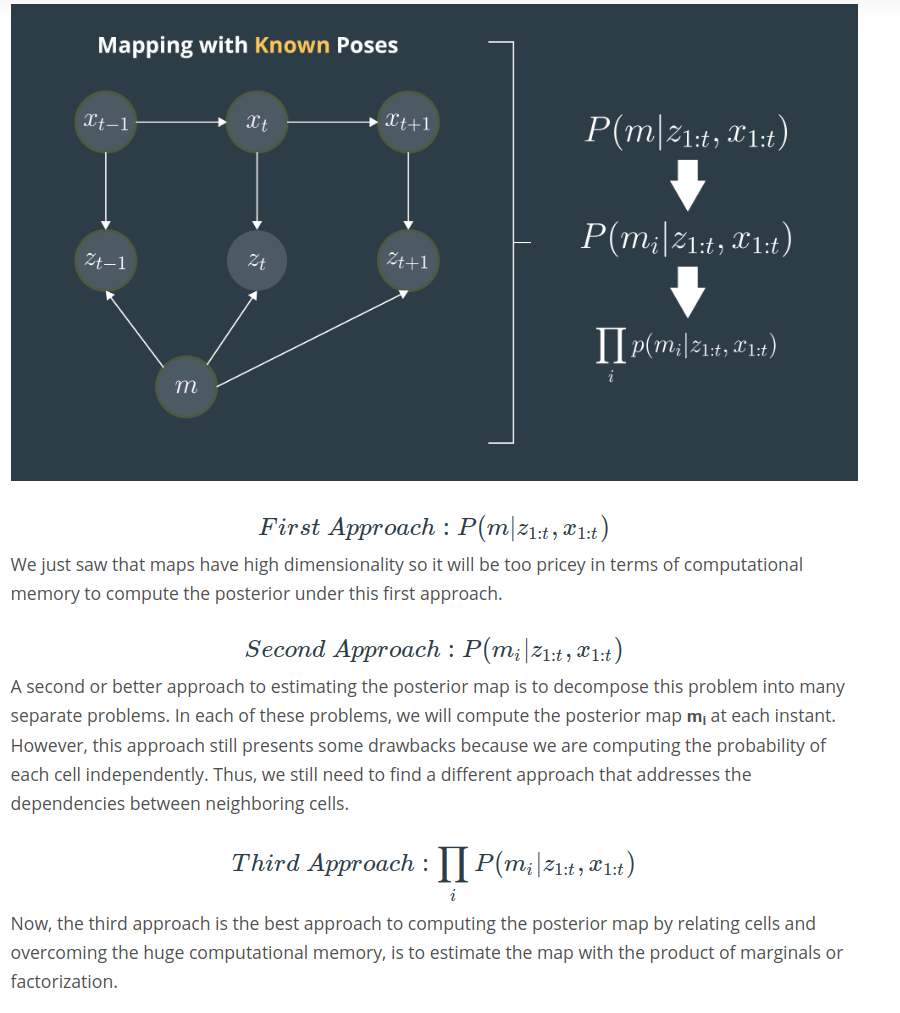 Mapping with Known Poses
x_{t−1} x_t x_{t+1}
P(m|z_{1:t}, x_{1:t})
z_{t−1} z_t z_{t+1}
P(m_i|z_{1:t}, x_{1:t})
∏_i p(m_i|z_{1:t}, x_{1:t})
m
First Approach : P(m|z_{1:t}, x_{1:t})
We just saw that maps have high dimensionality so it will be too pricey in terms of computational
memory to compute the posterior under this first approach.
Second Approach : P(m_i|z_{1:t}, x_{1:t})
A second or better approach to estimating the posterior map is to decompose this problem into many
separate problems. In each of these problems, we will compute the posterior map m_i at each instant.
However, this approach still presents some drawbacks because we are computing the probability of
each cell independently. Thus, we still need to find a different approach that addresses the
dependencies between neighboring cells.
Third Approach : ∏_i P(m_i|z_{1:t}, x_{1:t})
Now, the third approach is the best approach to computing the posterior map by relating cells and
overcoming the huge computational memory, is to estimate the map with the product of marginals or
factorization.